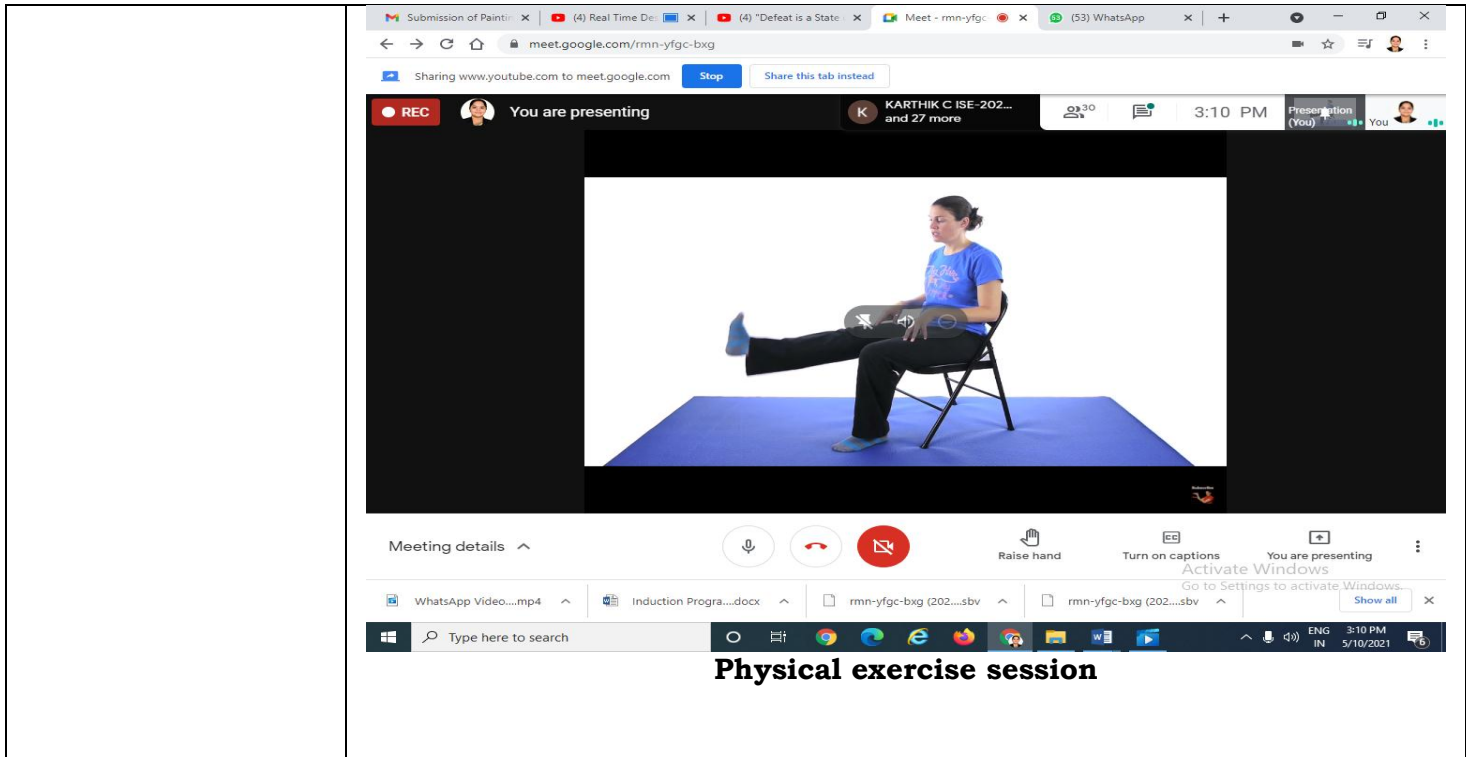 Submission of Paintin
(4) Real Time De
(4) "Defeat is a State
Meet - rmn-yfgc
(53) WhatsApp
meet.google.com/rmn-yfgc-bxg
Sharing www.youtube.com to meet.google.com
Stop
Share this tab instead
REC
You are presenting
K
KARTHIK C ISE-202...
and 27 more
30
3:10 PM
Presentation
(You)
You
Meeting details
Raise hand
Turn on captions
You are presenting
Activate Windows
Go to Settings to activate Windows.
WhatsApp Video....mp4
Induction Progra....docx
rmn-yfgc-bxg (202....sbv
rmn-yfgc-bxg (202....sbv
Show all
Type here to search
ENG
IN
3:10 PM
5/10/2021
6
Physical exercise session